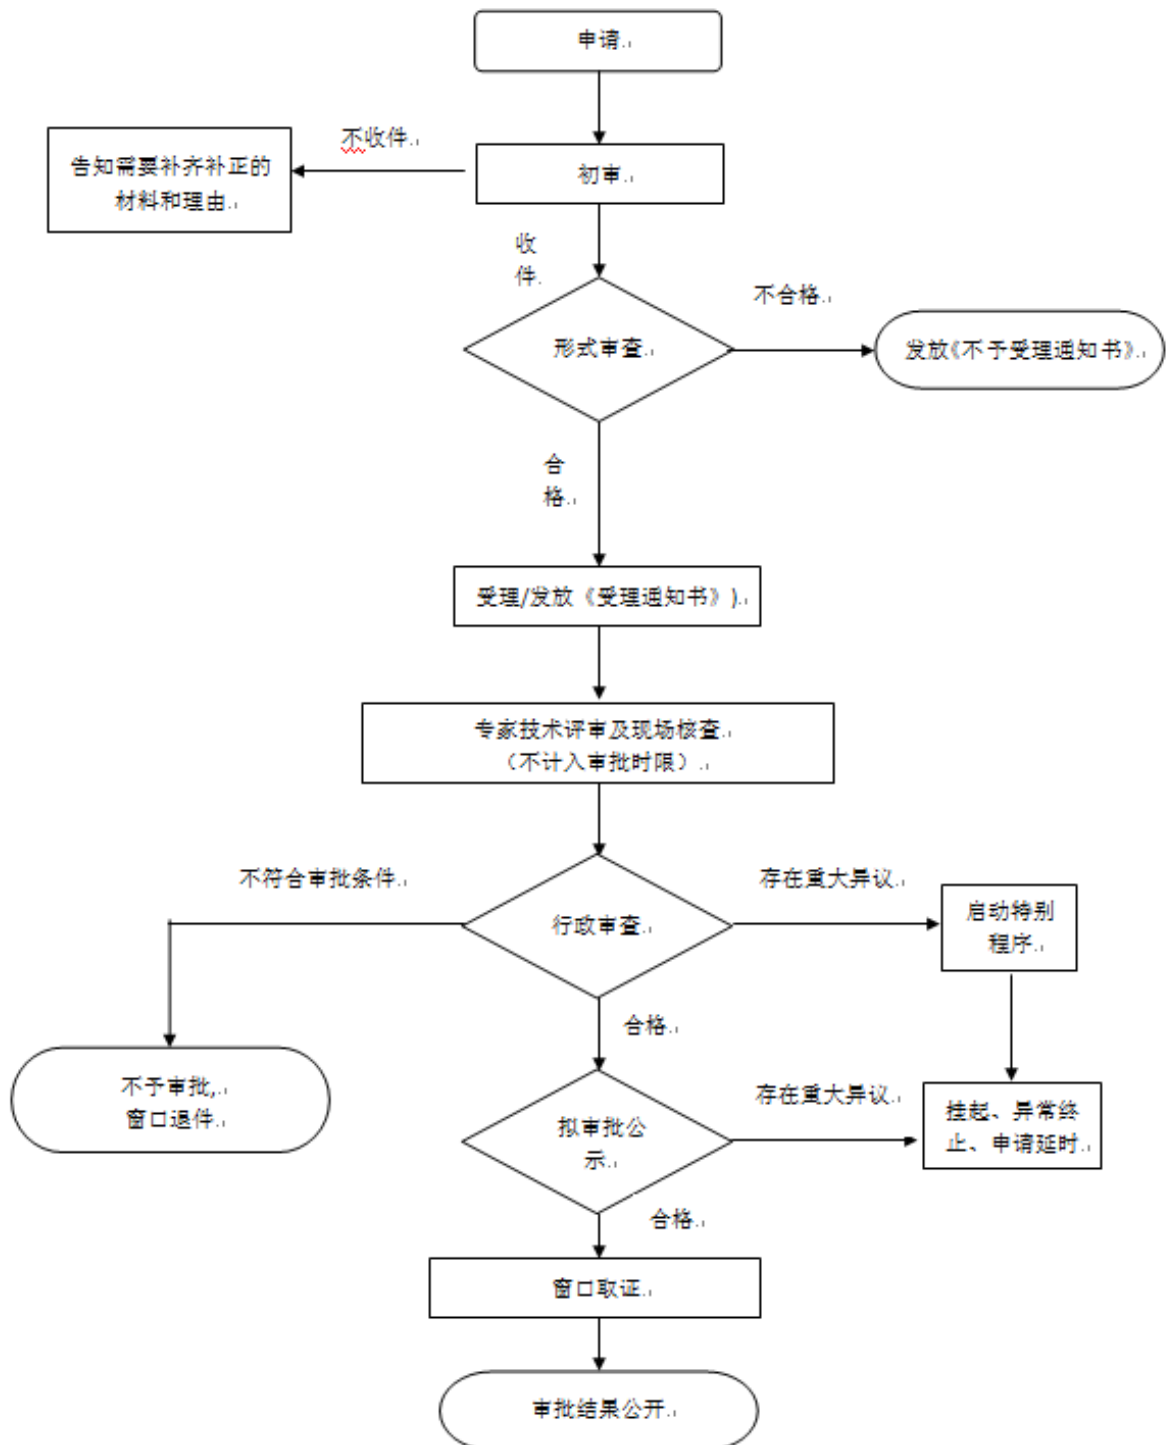 申请
不收件
告知需要补齐补正的
材料和理由
初审
收
件
不合格
形式审查
发放《不予受理通知书》
合
格
受理/发放《受理通知书》)
专家技术评审及现场核查
（不计入审批时限）
不符合审批条件
存在重大异议
行政审查
启动特别
程序
合格
不予审批,
窗口退件
存在重大异议
拟审批公
示
挂起、异常终
止、申请延时
合格
窗口取证
审批结果公开